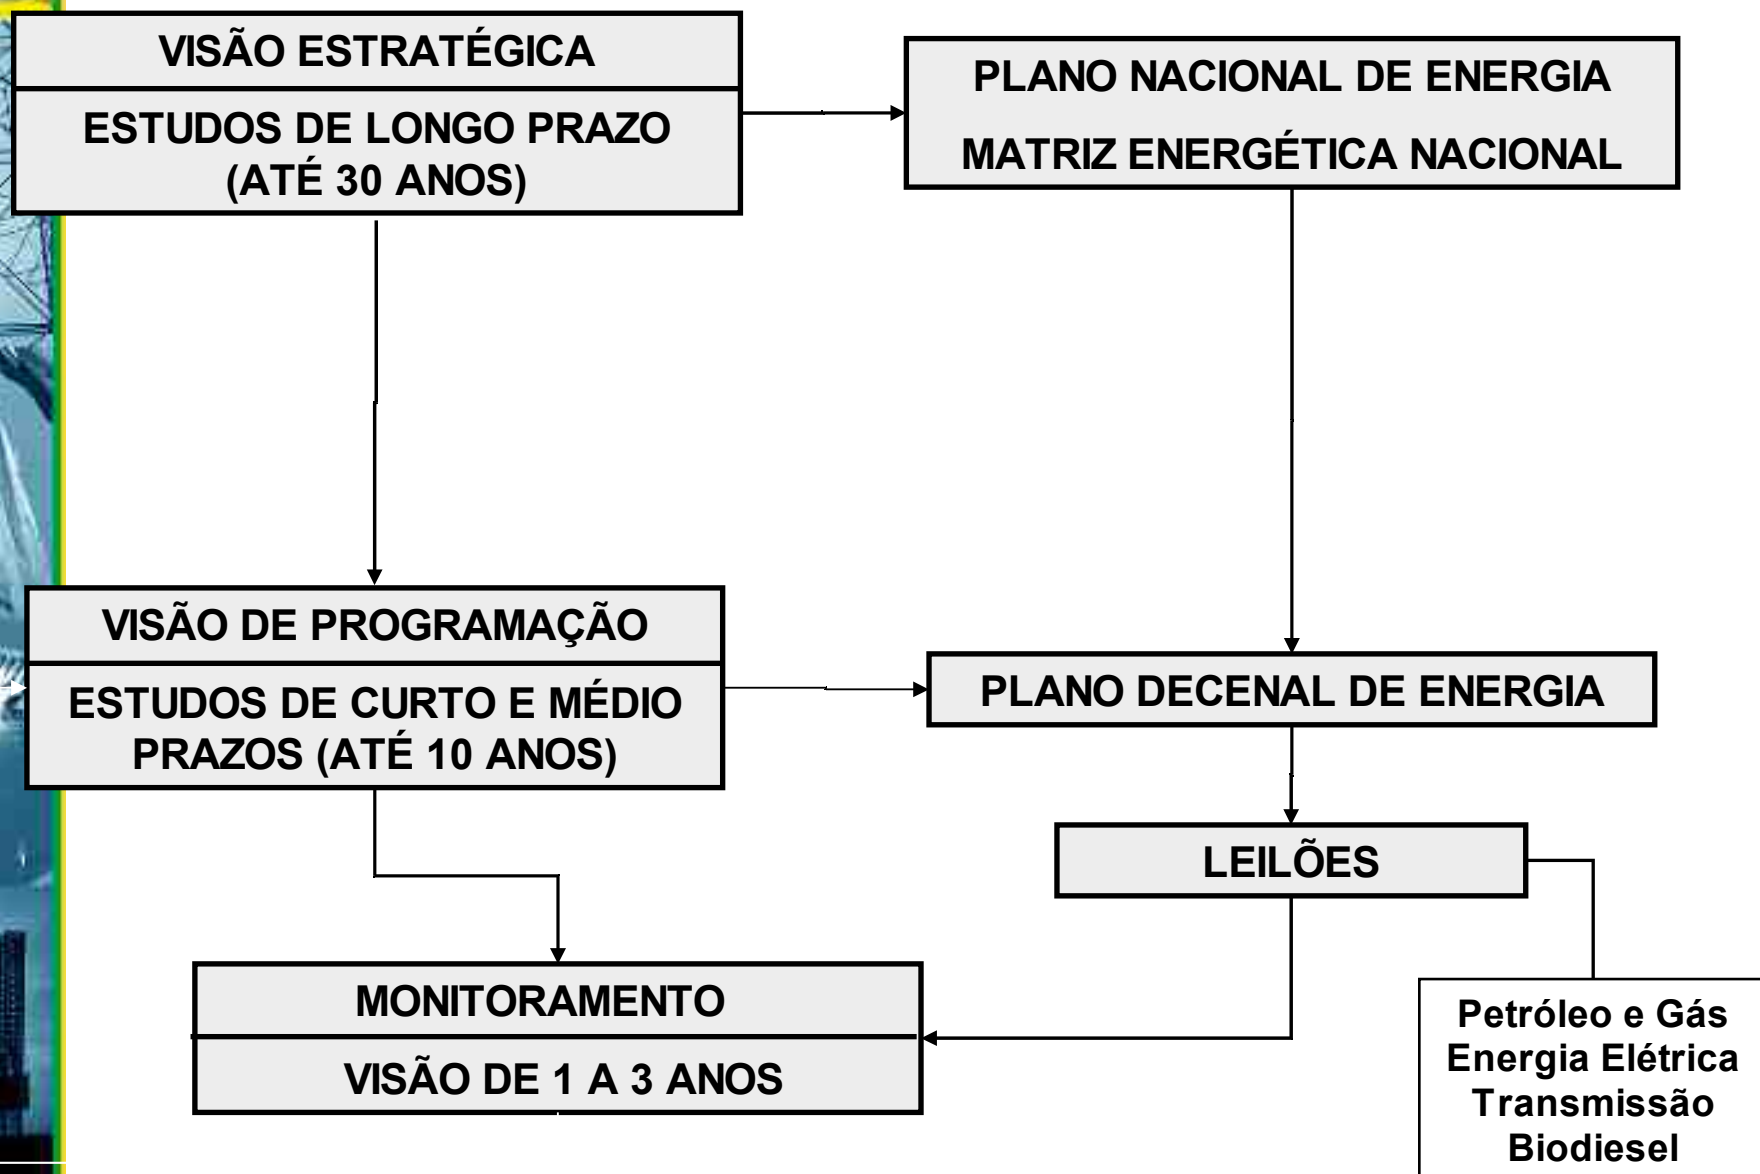 VISÃO ESTRATÉGICA
ESTUDOS DE LONGO PRAZO
(ATÉ 30 ANOS)
PLANO NACIONAL DE ENERGIA
MATRIZ ENERGÉTICA NACIONAL
VISÃO DE PROGRAMAÇÃO
ESTUDOS DE CURTO E MÉDIO
PRAZOS (ATÉ 10 ANOS)
PLANO DECENAL DE ENERGIA
LEILÕES
MONITORAMENTO
VISÃO DE 1 A 3 ANOS
Petróleo e Gás
Energia Elétrica
Transmissão
Biodiesel